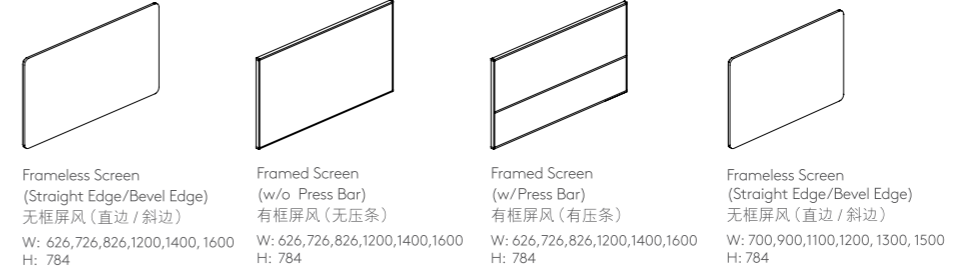 Frameless Screen
(Straight Edge/Bevel Edge)
无框屏风（直边 / 斜边）
W: 626,726,826,1200,1400, 1600
H: 784
Framed Screen
(w/o Press Bar)
有框屏风（无压条）
W: 626,726,826,1200,1400,1600
H: 784
Framed Screen
(w/Press Bar)
有框屏风（有压条）
W: 626,726,826,1200,1400,1600
H: 784
Frameless Screen
(Straight Edge/Bevel Edge)
无框屏风（直边 / 斜边）
W: 700,900,1100,1200, 1300, 1500
H: 784